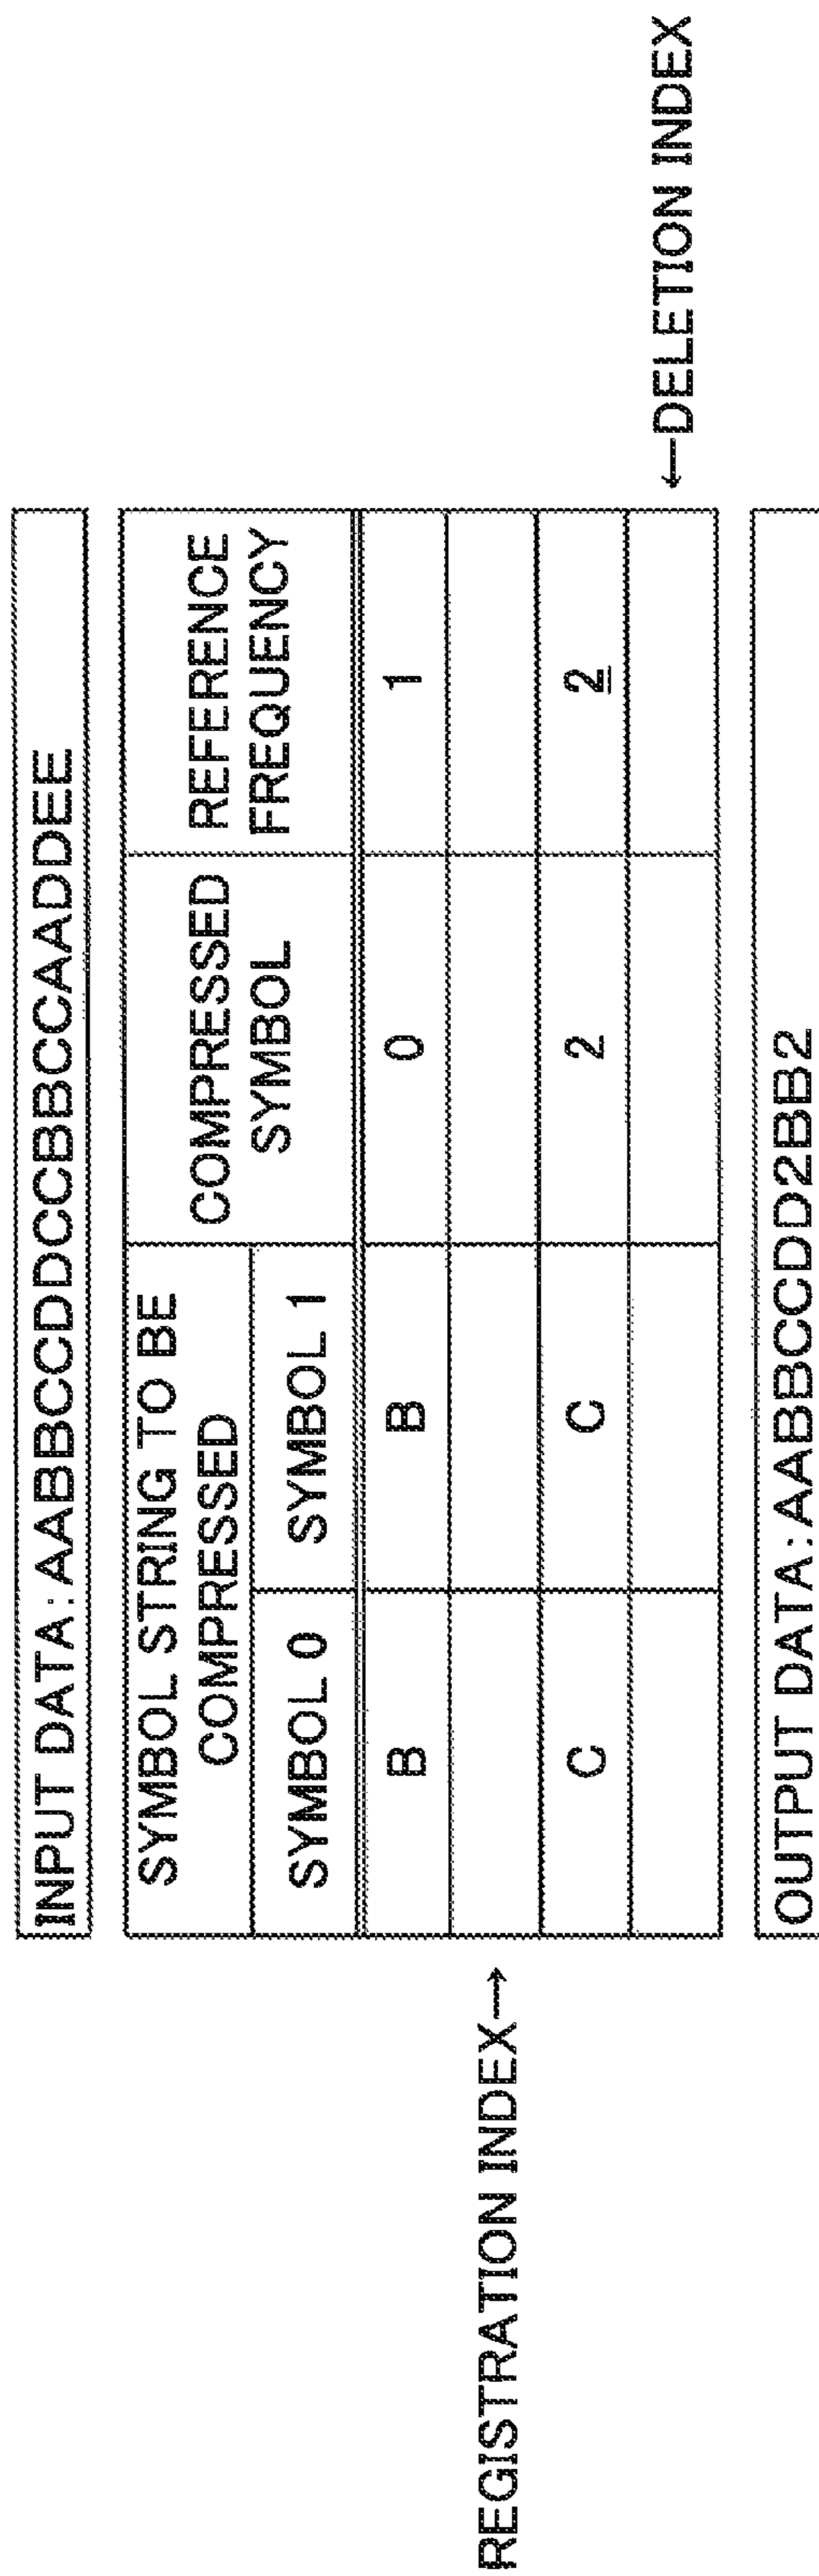 INPUT DATA:AABBCCDDCCBBCCAADDEE
SYMBOL STRING TO BE
COMPRESSED
COMPRESSED
SYMBOL
REFERENCE
FREQUENCY
SYMBOL 0
SYMBOL 1
B
B
0
1
REGISTRATION INDEX→
C
C
2
2
←DELETION INDEX
OUTPUT DATA:AABBCCDD2BB2